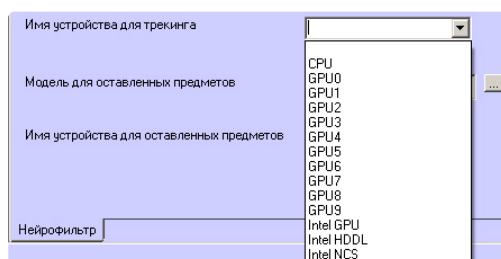 Имя устройства для трекинга
CPU
GPU0
GPU1
Модель для оставленных предметов
GPU2
...
GPU3
Имя устройства для оставленных предметов
GPU4
GPU5
GPU6
GPU7
GPU8
GPU9
Нейрофильтр
Intel GPU
Intel HDDL
Intel NCS